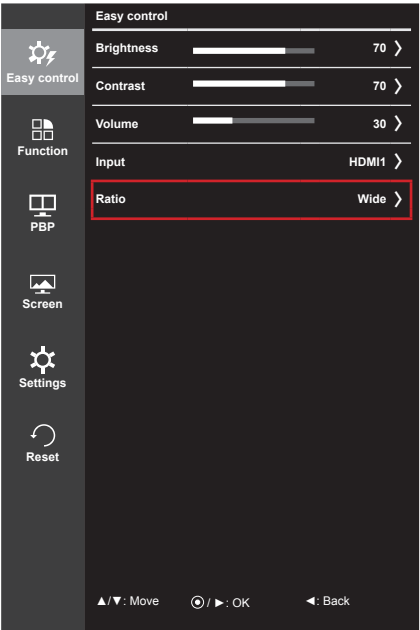 Easy control
Easy control
Function
PBP
Screen
Settings
Reset
Brightness 70
Contrast 70
Volume 30
Input HDMI1
Ratio Wide
▲/▼: Move ⦿/ ►: OK ◄: Back